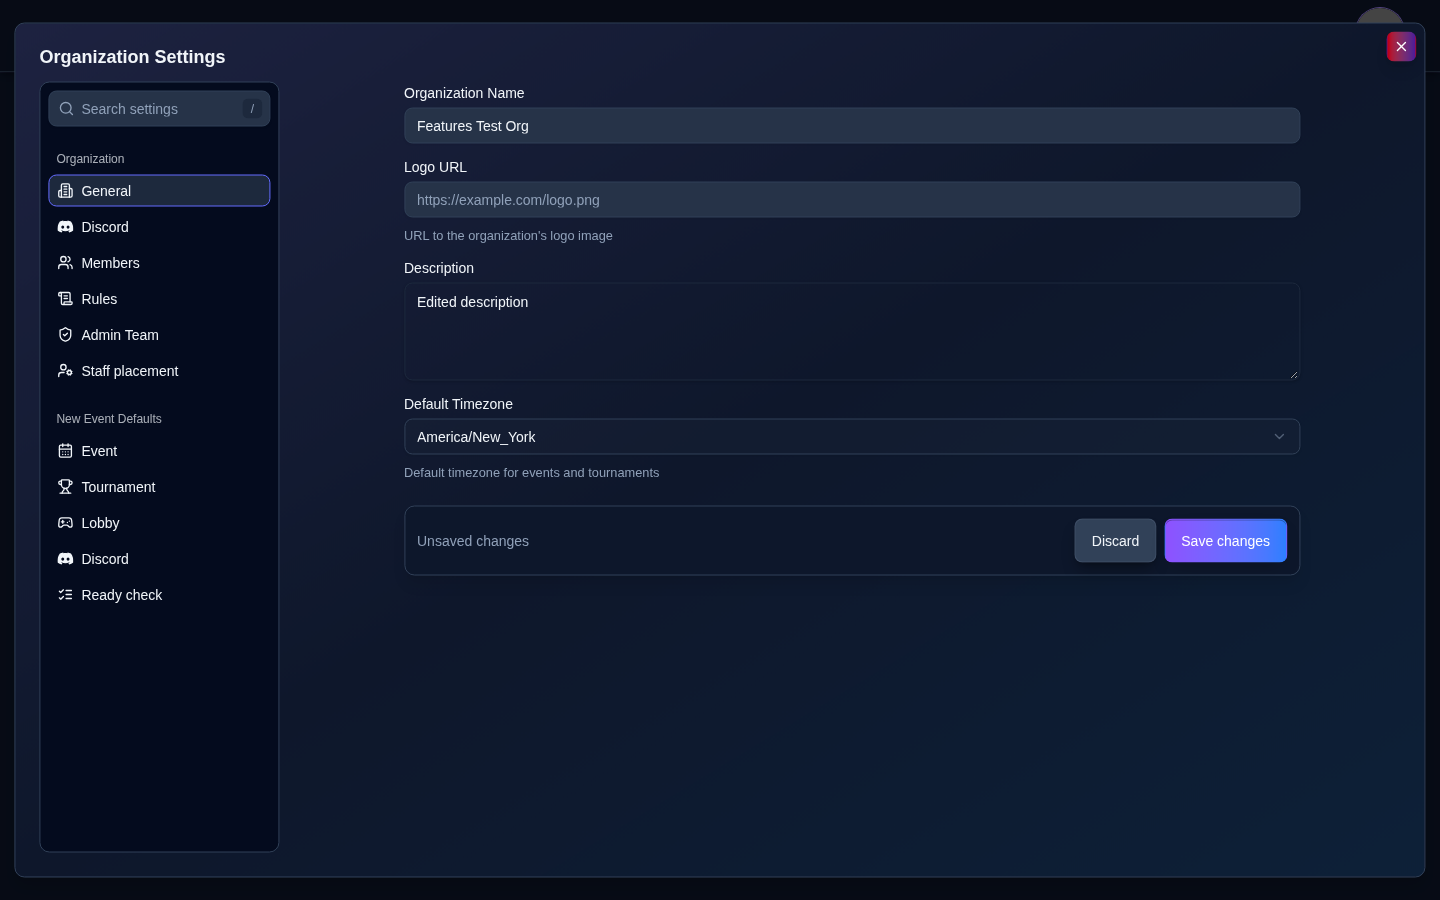 Organization Settings
Search settings /
Organization
General
Discord
Members
Rules
Admin Team
Staff placement
New Event Defaults
Event
Tournament
Lobby
Discord
Ready check
Organization Name
Features Test Org
Logo URL
https://example.com/logo.png
URL to the organization's logo image
Description
Edited description
Default Timezone
America/New_York
Default timezone for events and tournaments
Unsaved changes
Discard
Save changes